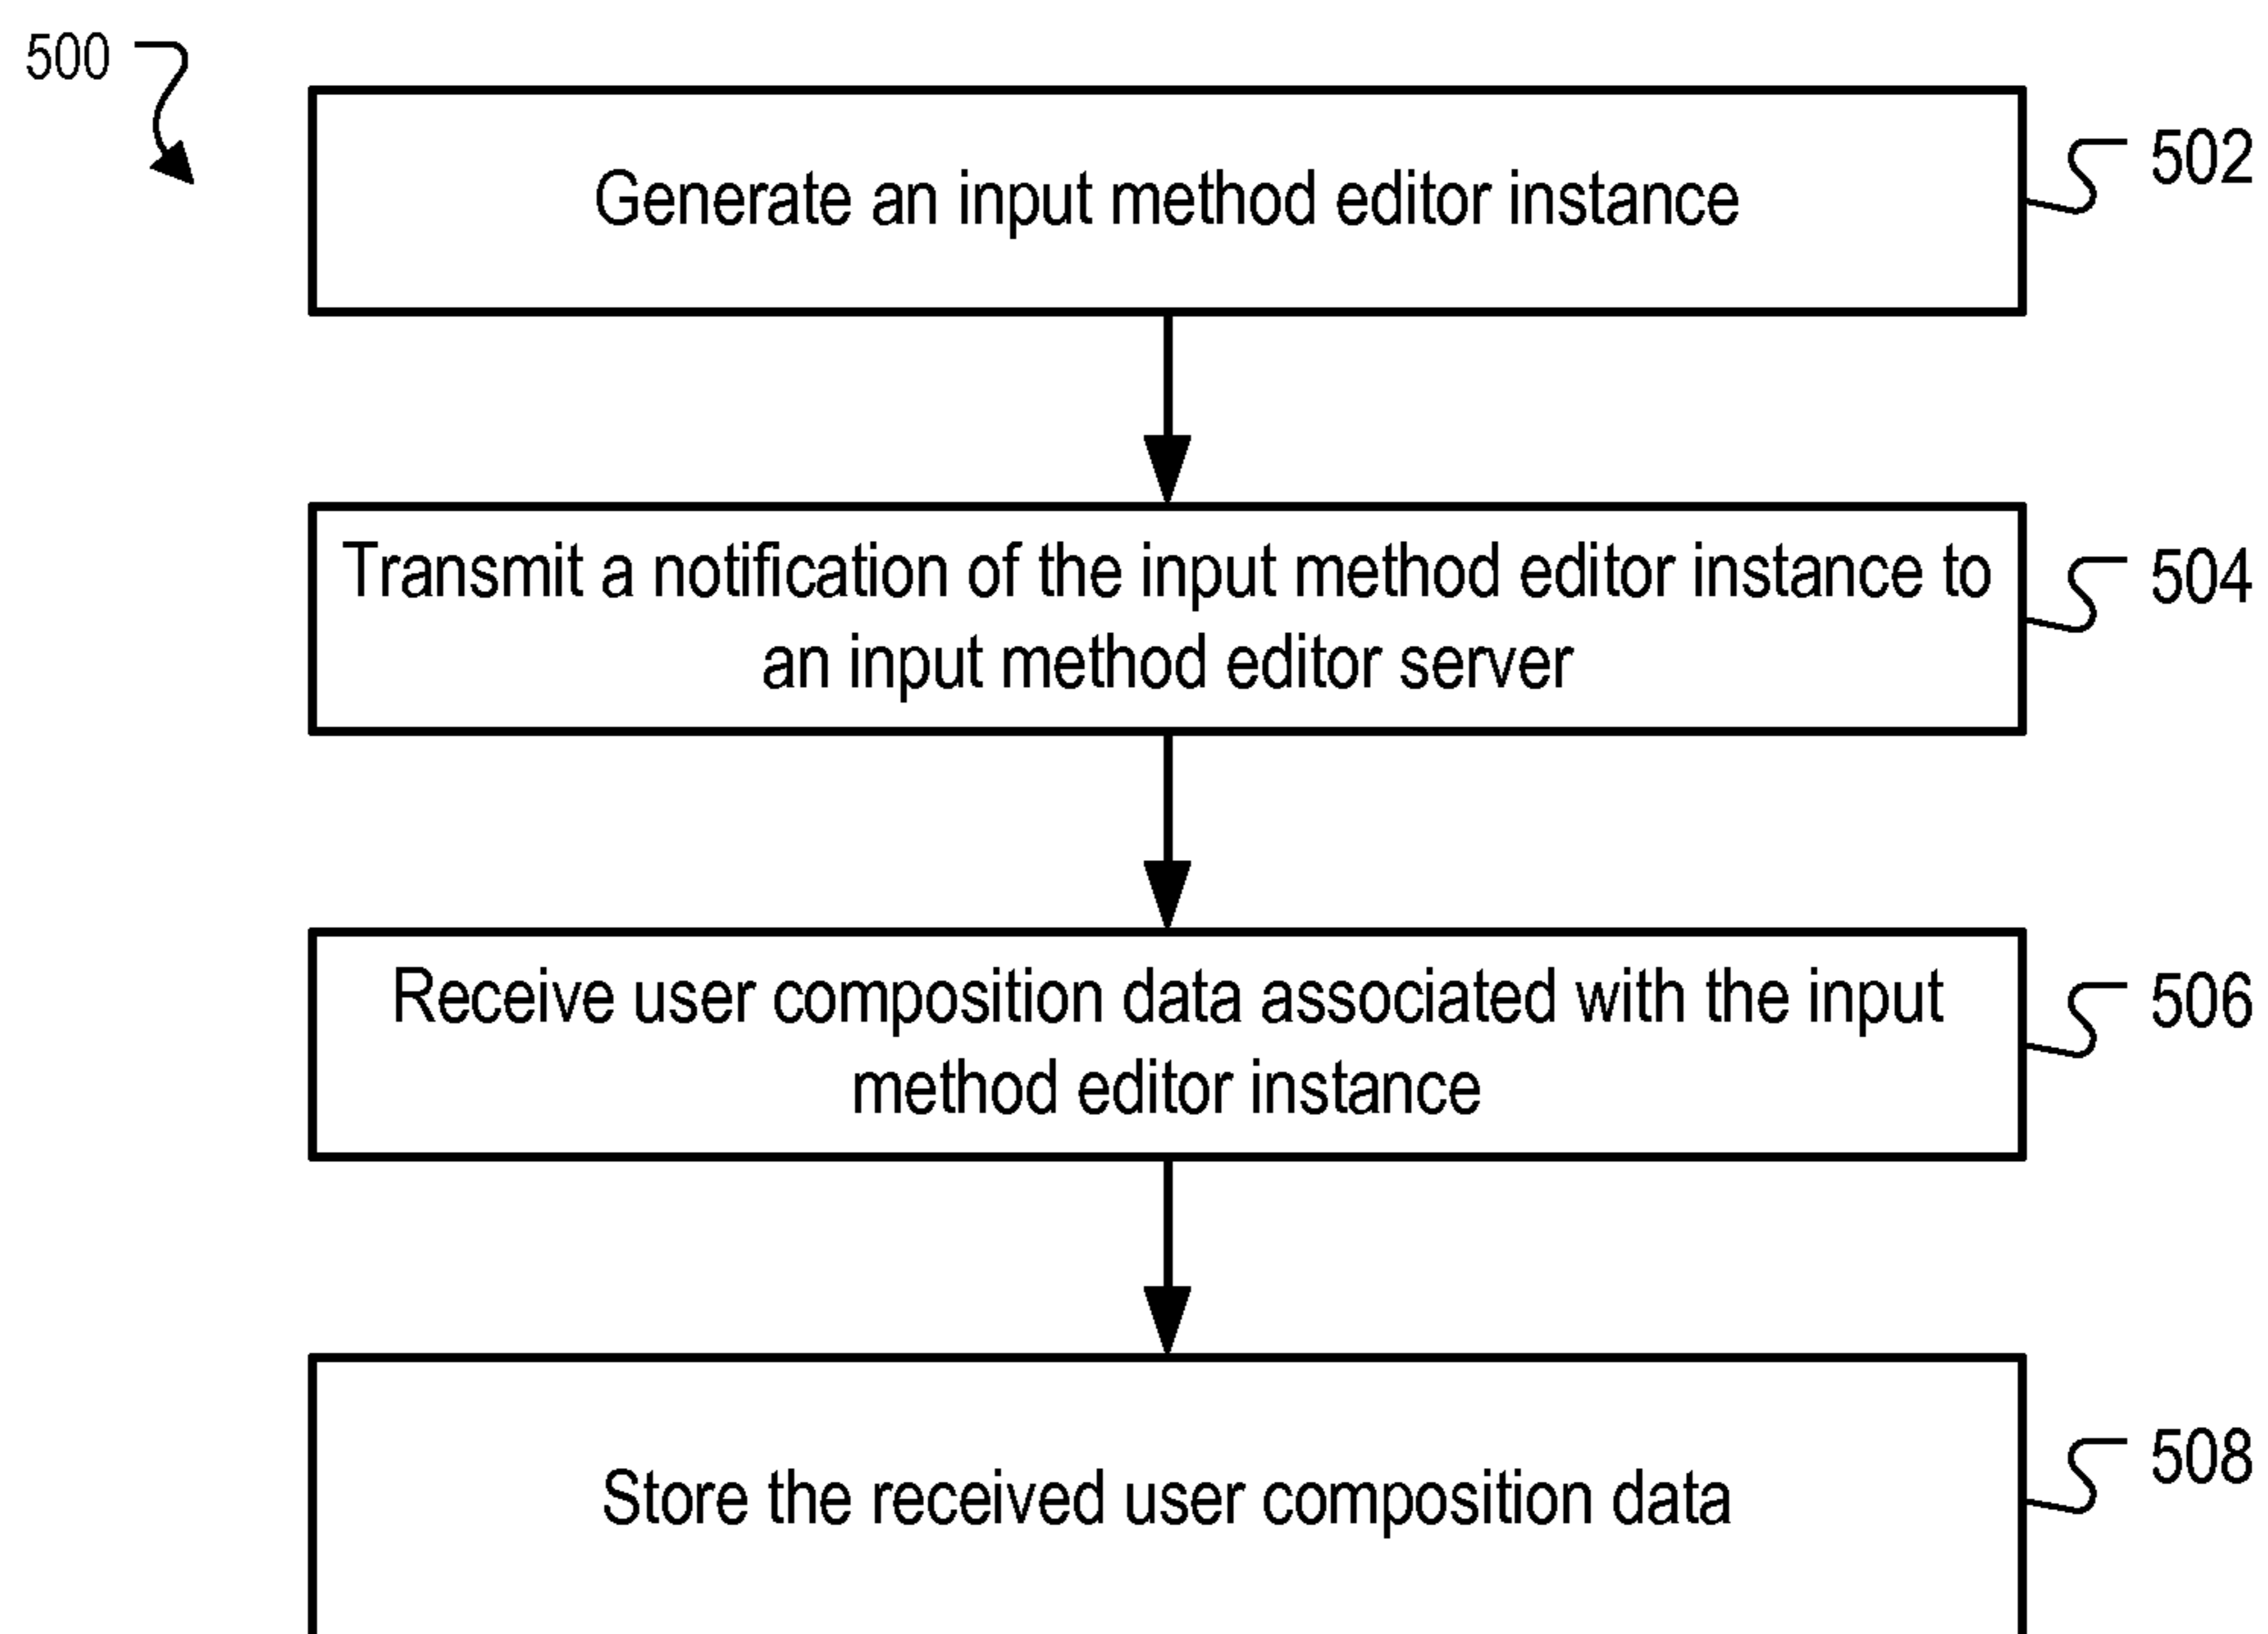 500
Generate an input method editor instance
502
Transmit a notification of the input method editor instance to
an input method editor server
504
Receive user composition data associated with the input
method editor instance
506
Store the received user composition data
508